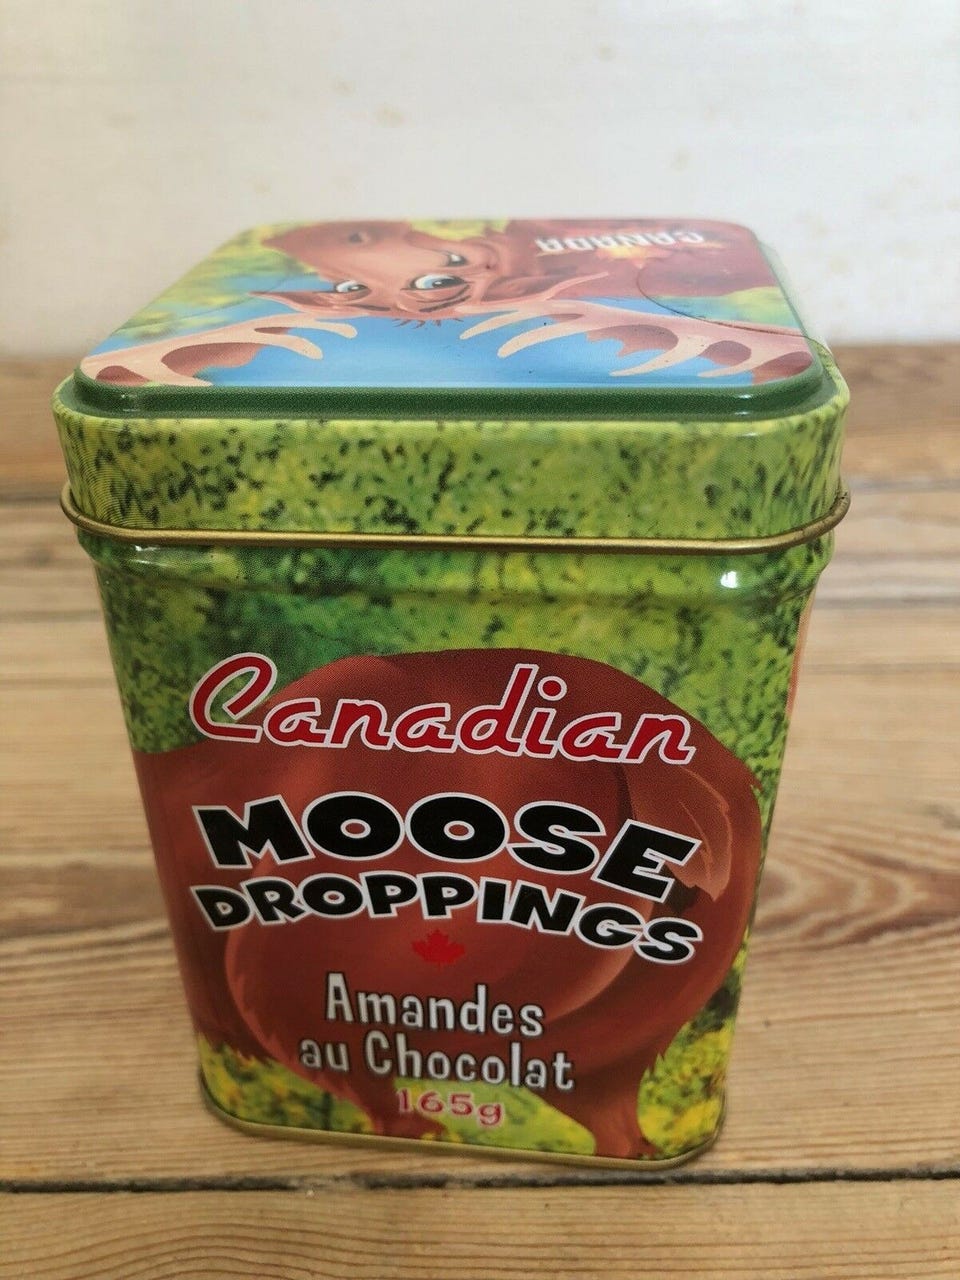 CANADA
Canadian
MOOSE
DROPPINGS
Amandes
au Chocolat
165g